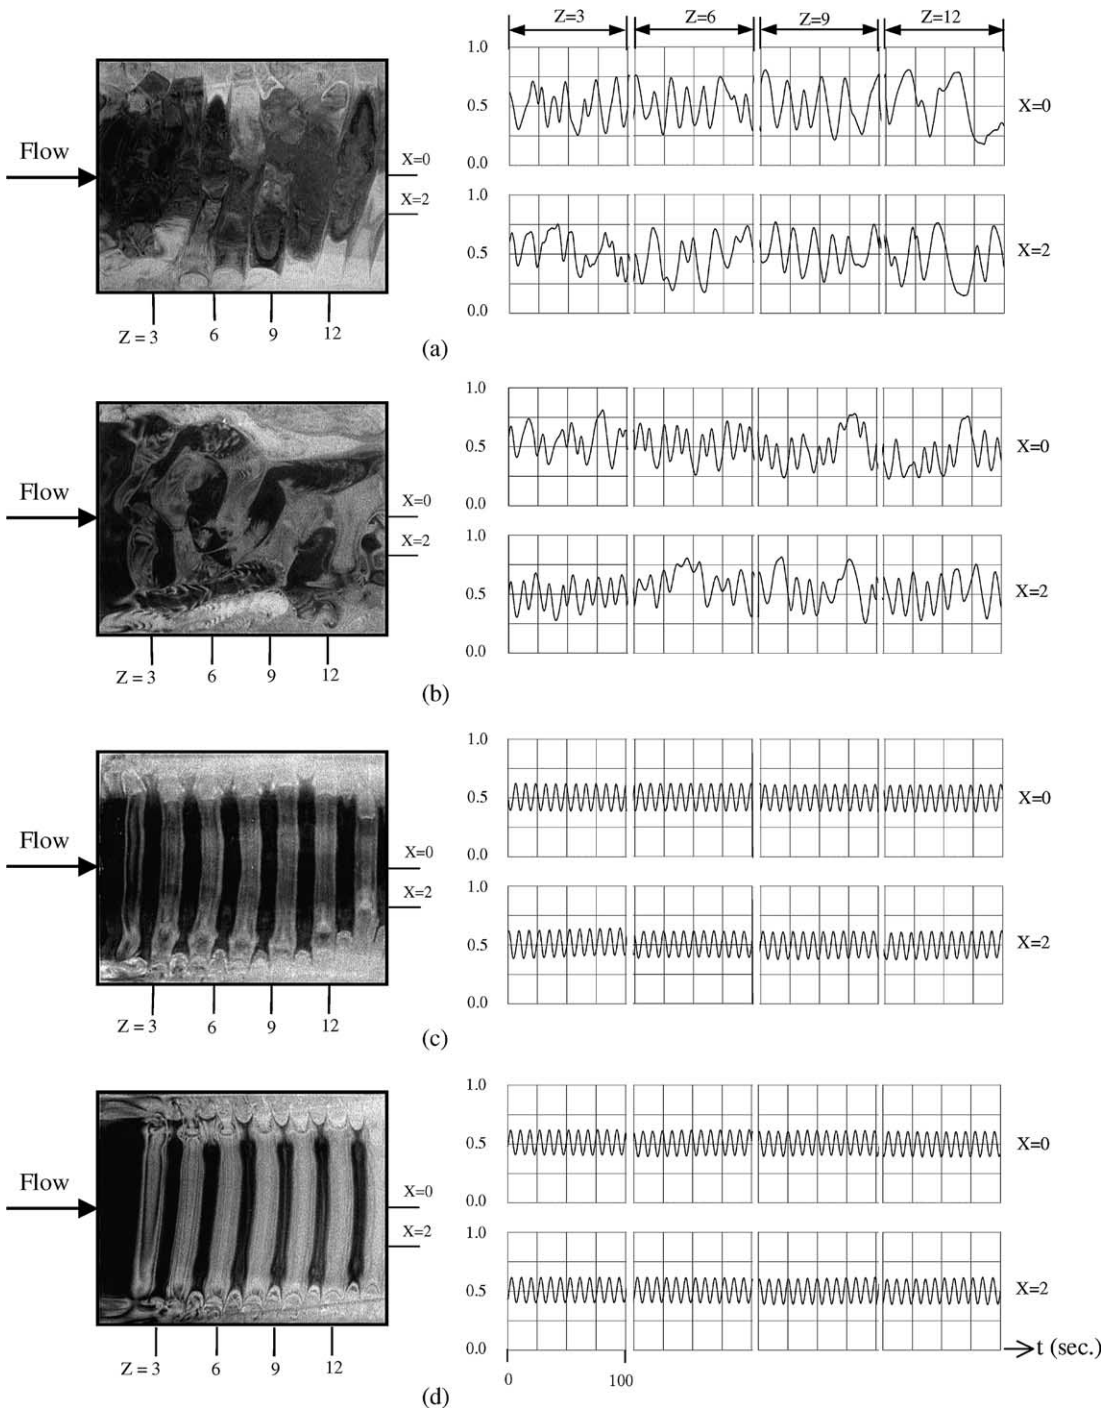 Z=3 Z=6 Z=9 Z=12
1.0
0.5
0.0
X=0
1.0
0.5
0.0
X=2
Flow
X=0
X=2
Z = 3 6 9 12
(a)
1.0
0.5
0.0
X=0
1.0
0.5
0.0
X=2
Flow
X=0
X=2
Z = 3 6 9 12
(b)
1.0
0.5
0.0
X=0
1.0
0.5
0.0
X=2
Flow
X=0
X=2
Z = 3 6 9 12
(c)
1.0
0.5
0.0
X=0
1.0
0.5
0.0
X=2
t (sec.)
0 100
Flow
X=0
X=2
Z = 3 6 9 12
(d)